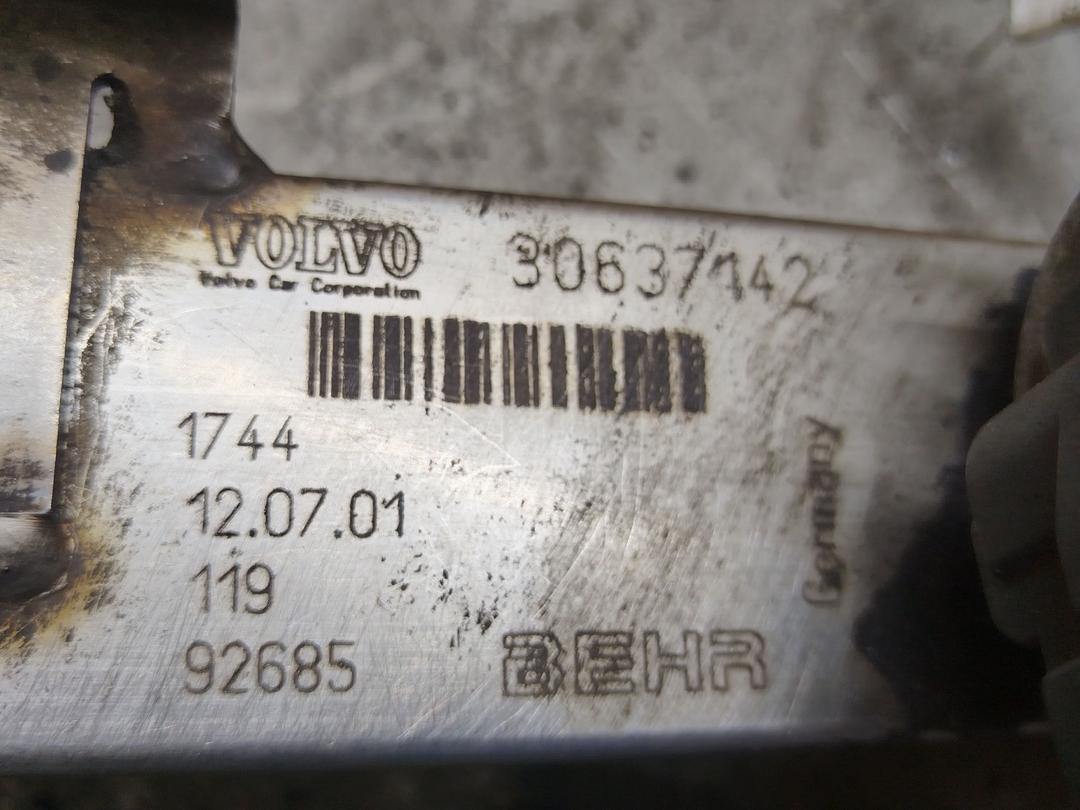 VOLVO 30637142
Volvo Car Corporation
1744
12.07.01
119
92685
BEHR
Germany